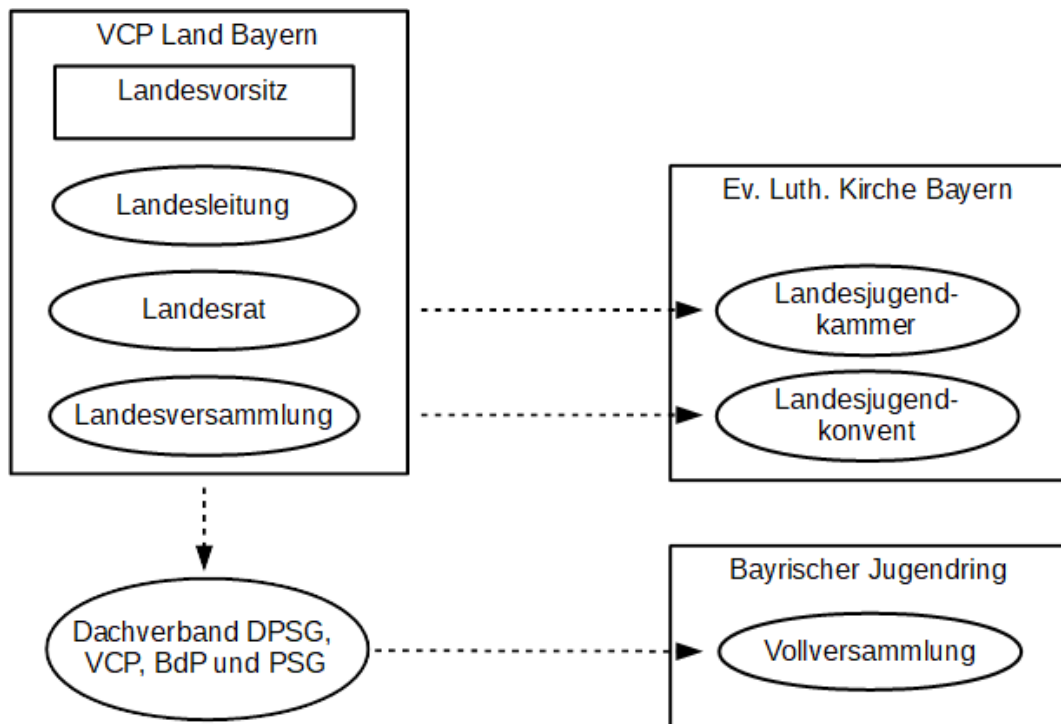 VCP Land Bayern
Landesvorsitz
Landesleitung
Landesrat
Landesversammlung
Ev. Luth. Kirche Bayern
Landesjugend-
kammer
Landesjugend-
konvent
Dachverband DPSG,
VCP, BdP und PSG
Bayrischer Jugendring
Vollversammlung